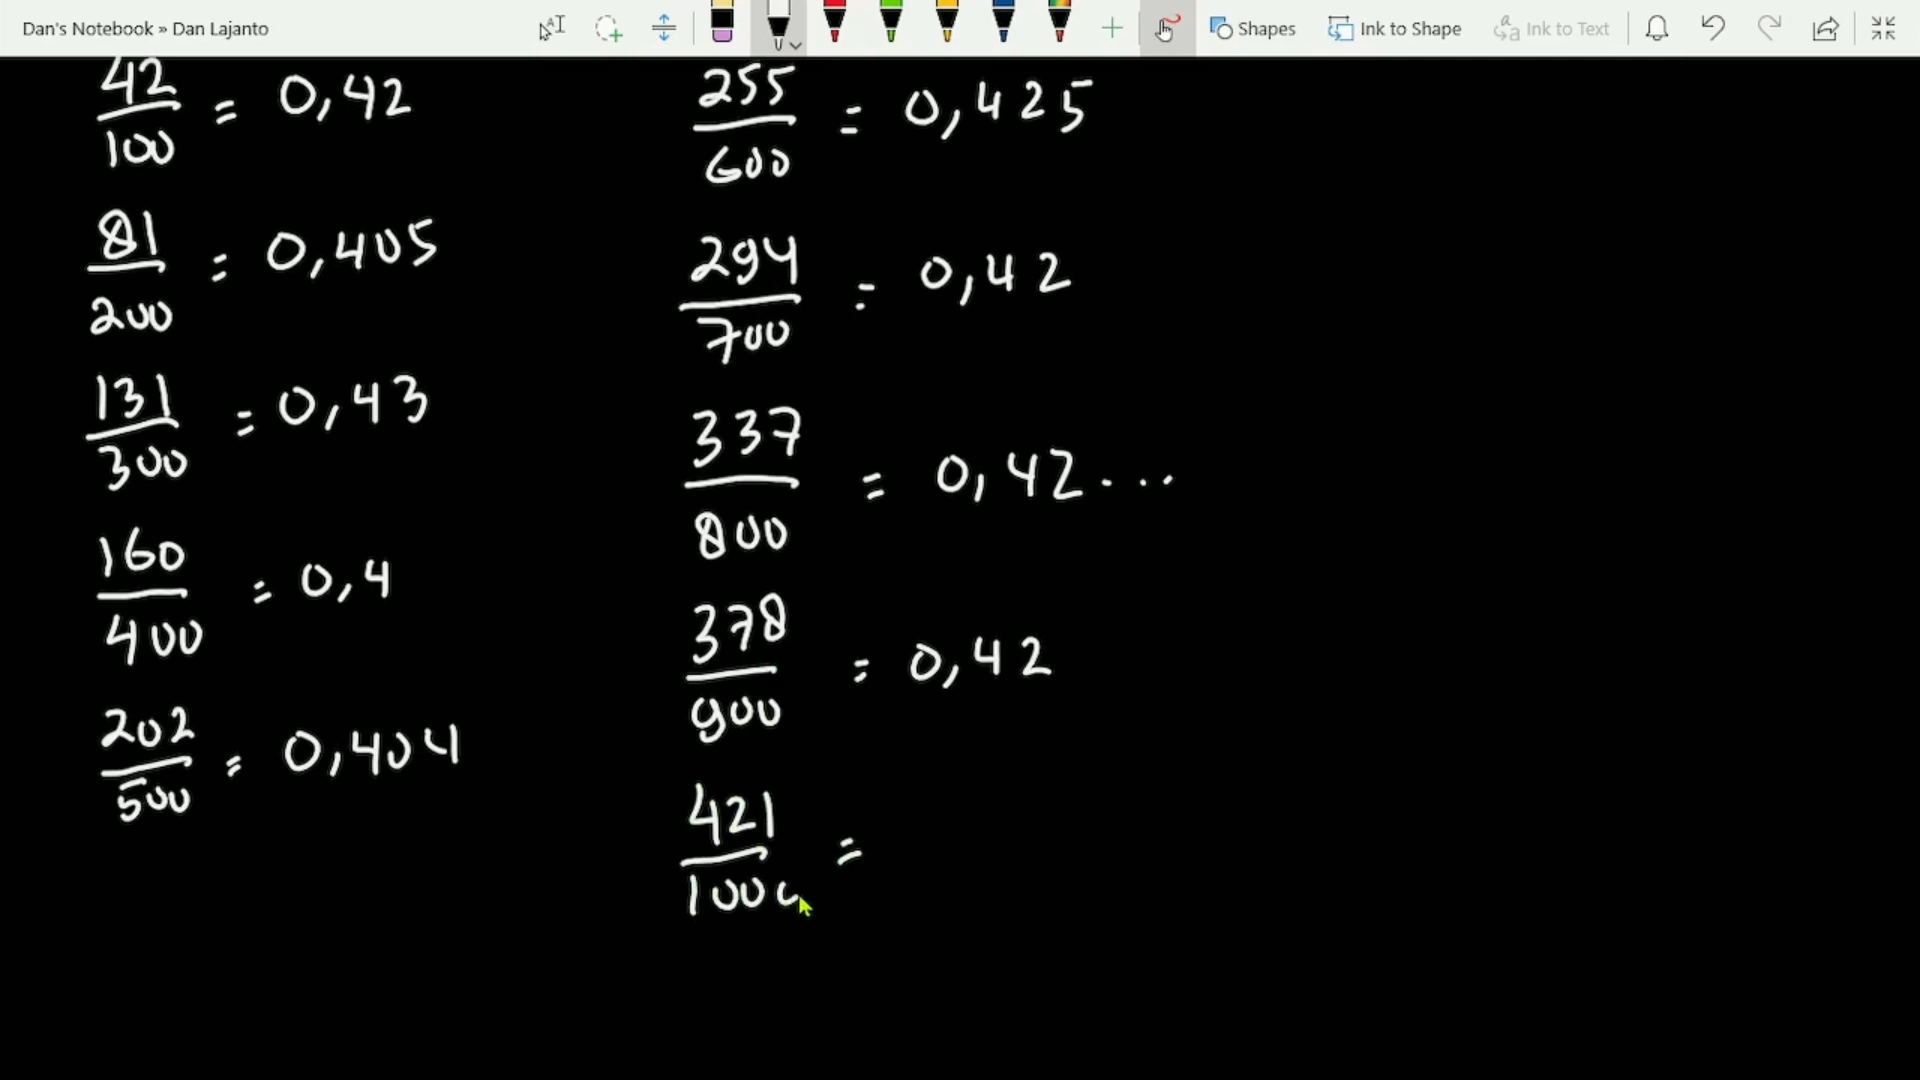 Dan's Notebook » Dan Lajanto
Shapes
Ink to Shape
Ink to Text
42/100 = 0,42
81/200 = 0,405
131/300 = 0,43
160/400 = 0,4
202/500 = 0,404
255/600 = 0,425
294/700 = 0,42
337/800 = 0,42...
378/900 = 0,42
421/1000 =